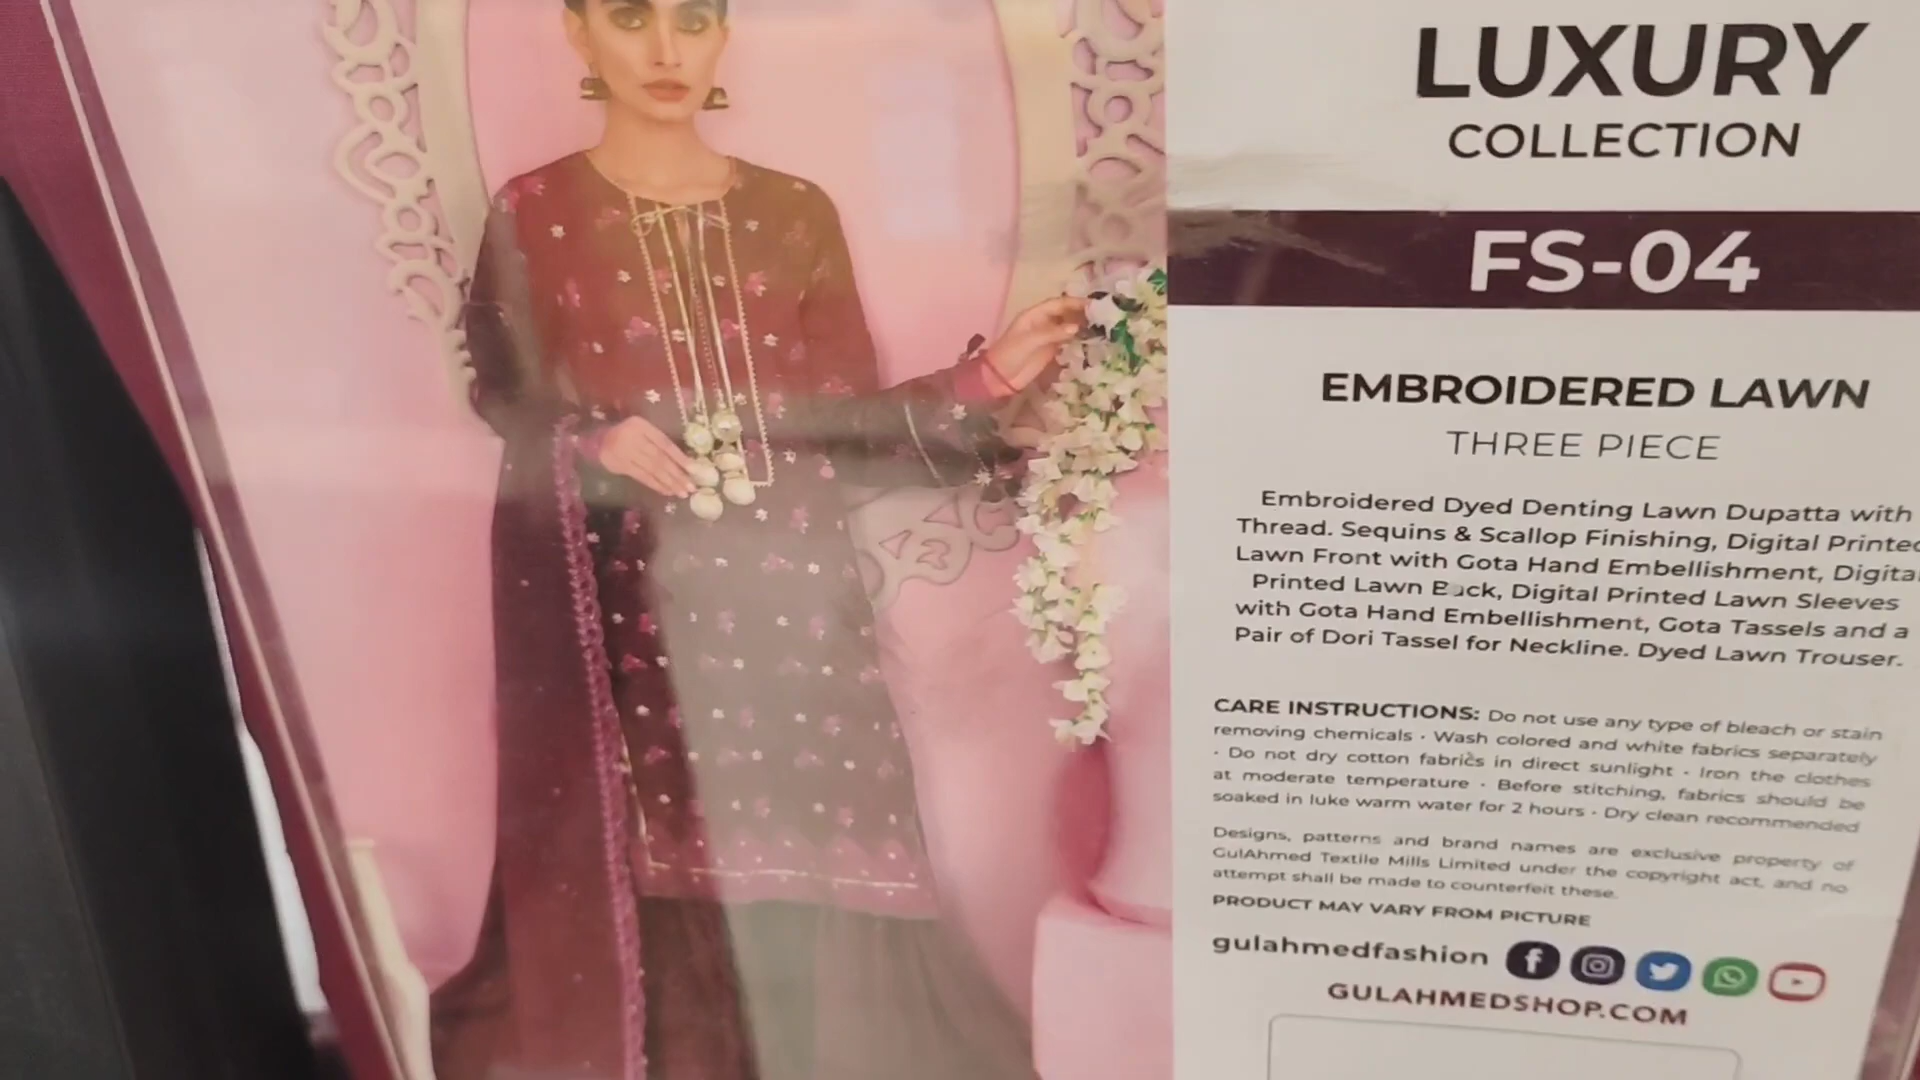 LUXURY
COLLECTION
FS-04
EMBROIDERED LAWN
THREE PIECE
Embroidered Dyed Denting Lawn Dupatta with
Thread. Sequins & Scallop Finishing, Digital Printed
Lawn Front with Gota Hand Embellishment, Digital
Printed Lawn Back, Digital Printed Lawn Sleeves
with Gota Hand Embellishment, Gota Tassels and a
Pair of Dori Tassel for Neckline. Dyed Lawn Trouser.
CARE INSTRUCTIONS: Do not use any type of bleach or stain
removing chemicals • Wash colored and white fabrics separately
• Do not dry cotton fabrics in direct sunlight • Iron the clothes
at moderate temperature • Before stitching, fabrics should be
soaked in luke warm water for 2 hours • Dry clean recommended
Designs, patterns and brand names are exclusive property of
GulAhmed Textile Mills Limited under the copyright act, and no
attempt shall be made to counterfeit these.
PRODUCT MAY VARY FROM PICTURE
gulahmedfashion
GULAHMEDSHOP.COM